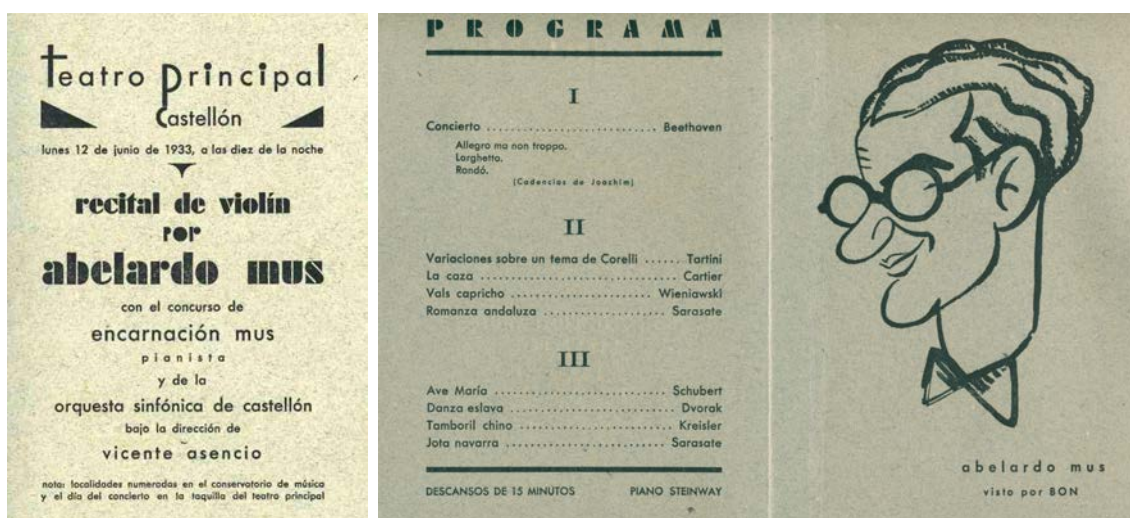 teatro principal
Castellón
lunes 12 de junio de 1933, a las diez de la noche
recital de violín
por
abelardo mus
con el concurso de
encarnación mus
pianista
y de la
orquesta sinfónica de castellón
bajo la dirección de
vicente asencio
nota: localidades numeradas en el conservatorio de música
y el día del concierto en la taquilla del teatro principal
PROGRAMA
I
Concierto ........................ Beethoven
Allegro ma non troppo.
Larghetto.
Rondó.
(Cadencias de Joachim)
II
Variaciones sobre un tema de Corelli ...... Tartini
La caza ............................ Cartier
Vals capricho ..................... Wieniawski
Romanza andaluza .................... Sarasate
III
Ave María .......................... Schubert
Danza eslava ........................ Dvorak
Tamboril chino ...................... Kreisler
Jota navarra ........................ Sarasate
DESCANSOS DE 15 MINUTOS PIANO STEINWAY
abelardo mus
visto por BON